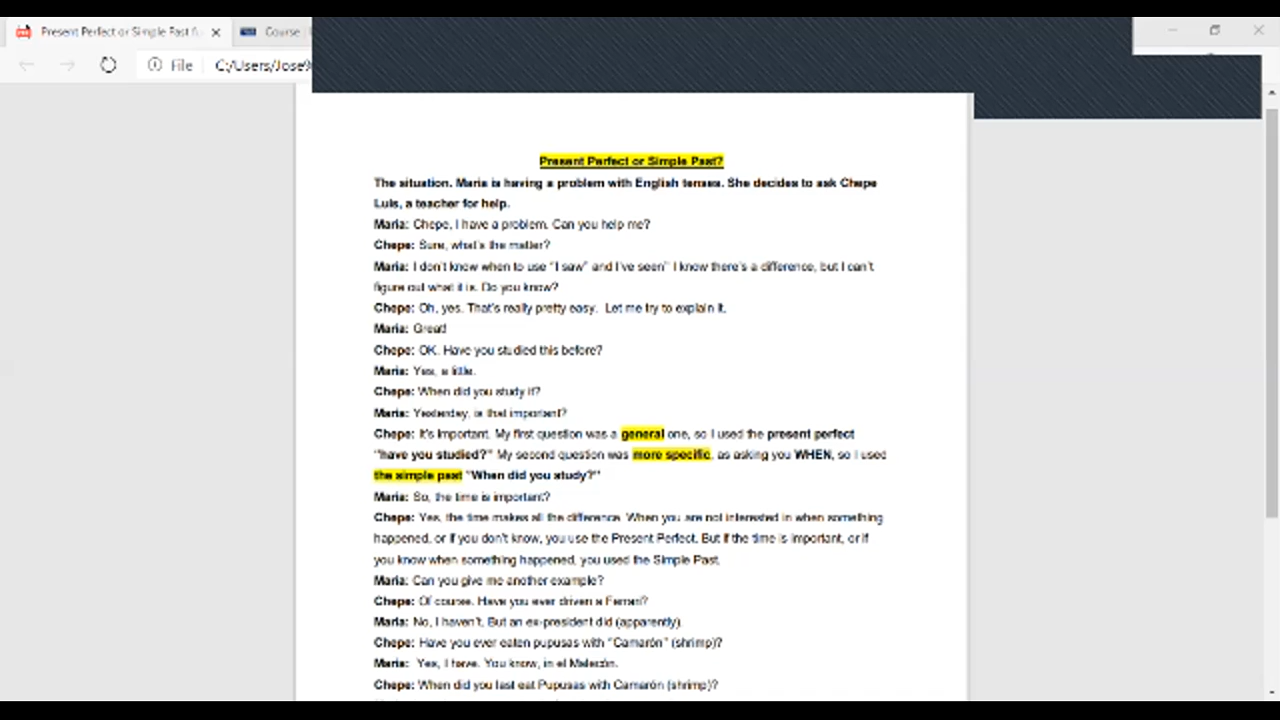 Present Perfect or Simple Past f
Course
File
C:/Users/Jose9
Present Perfect or Simple Past?
The situation. Maria is having a problem with English tenses. She decides to ask Chepe
Luis, a teacher for help.
Maria: Chepe, I have a problem. Can you help me?
Chepe: Sure, what's the matter?
Maria: I don't know when to use "I saw" and I've seen" I know there's a difference, but I can't
figure out what it is. Do you know?
Chepe: Oh, yes. That's really pretty easy. Let me try to explain it.
Maria: Great!
Chepe: OK. Have you studied this before?
Maria: Yes, a little.
Chepe: When did you study it?
Maria: Yesterday, is that important?
Chepe: It's important. My first question was a general one, so I used the present perfect
"have you studied?" My second question was more specific, as asking you WHEN, so I used
the simple past "When did you study?"
Maria: So, the time is important?
Chepe: Yes, the time makes all the difference. When you are not interested in when something
happened, or if you don't know, you use the Present Perfect. But if the time is important, or if
you know when something happened, you used the Simple Past.
Maria: Can you give me another example?
Chepe: Of course. Have you ever driven a Ferrari?
Maria: No, I haven't. But an ex-president did (apparently).
Chepe: Have you ever eaten pupusas with "Camarón" (shrimp)?
Maria: Yes, I have. You know, in el Malecón.
Chepe: When did you last eat Pupusas with Camarón (shrimp)?